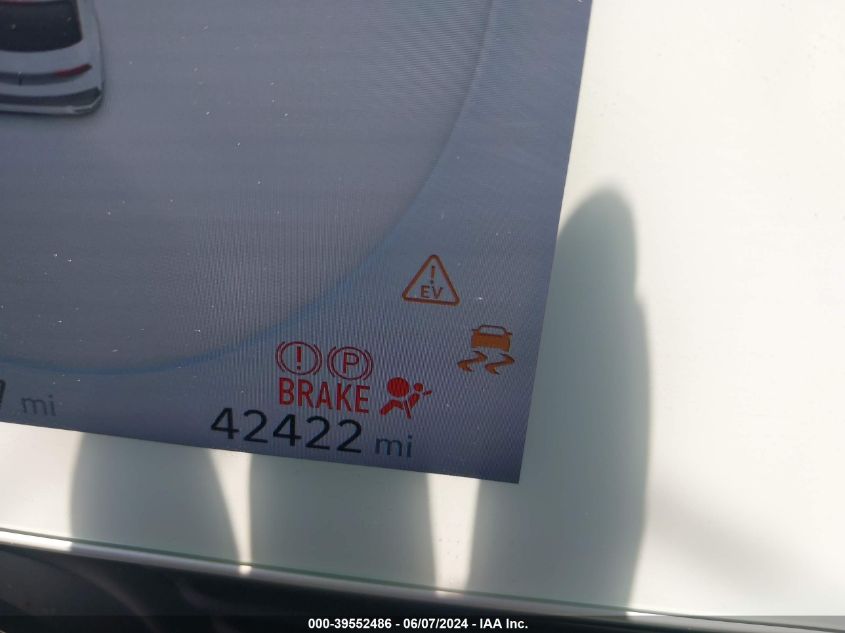 EV
! P
BRAKE
mi
42422 mi
000-39552486 - 06/07/2024 - IAA Inc.